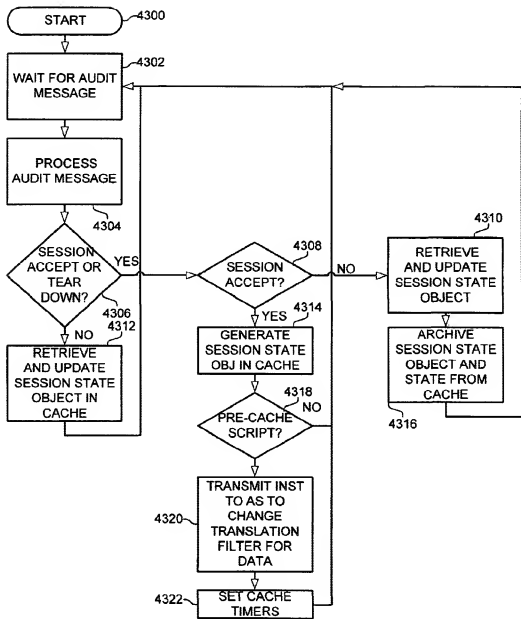 START
4300
4302
WAIT FOR AUDIT
MESSAGE
PROCESS
AUDIT MESSAGE
4304
SESSION
ACCEPT OR
TEAR
DOWN?
YES
4306
NO
4312
RETRIEVE
AND UPDATE
SESSION STATE
OBJECT IN
CACHE
4308
SESSION
ACCEPT?
NO
YES
4314
GENERATE
SESSION STATE
OBJ IN CACHE
4318
PRE-CACHE
SCRIPT?
NO
TRANSMIT INST
TO AS TO
CHANGE
TRANSLATION
FILTER FOR
DATA
4320
SET CACHE
TIMERS
4322
4310
RETRIEVE
AND UPDATE
SESSION STATE
OBJECT
ARCHIVE
SESSION STATE
OBJECT AND
STATE FROM
CACHE
4316